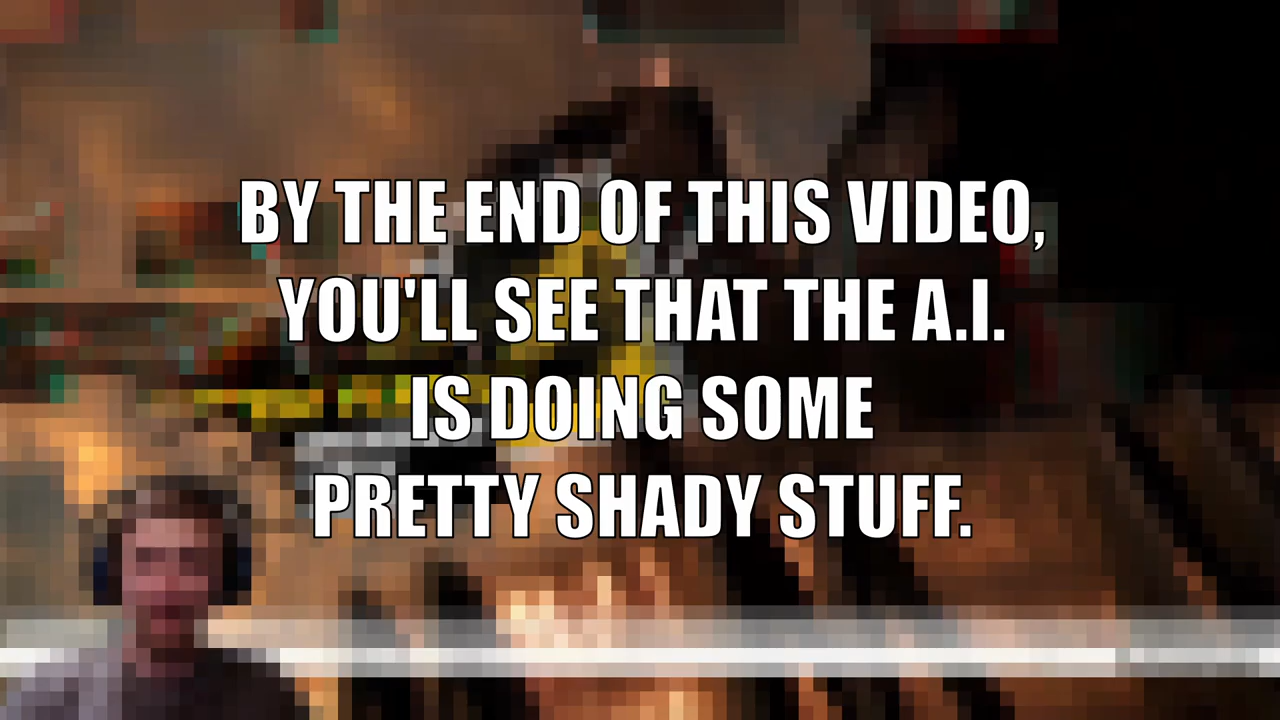 BY THE END OF THIS VIDEO,
YOU'LL SEE THAT THE A.I.
IS DOING SOME
PRETTY SHADY STUFF.